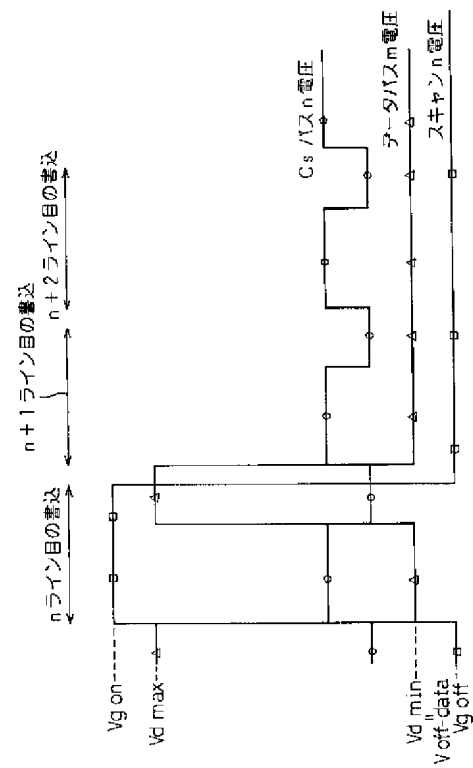 nライン目の書込
n+1ライン目の書込
n+2ライン目の書込
Vg on
Vd max
Vd min
Voff-data
Vg off
Csバスn電圧
データバスm電圧
スキャンn電圧